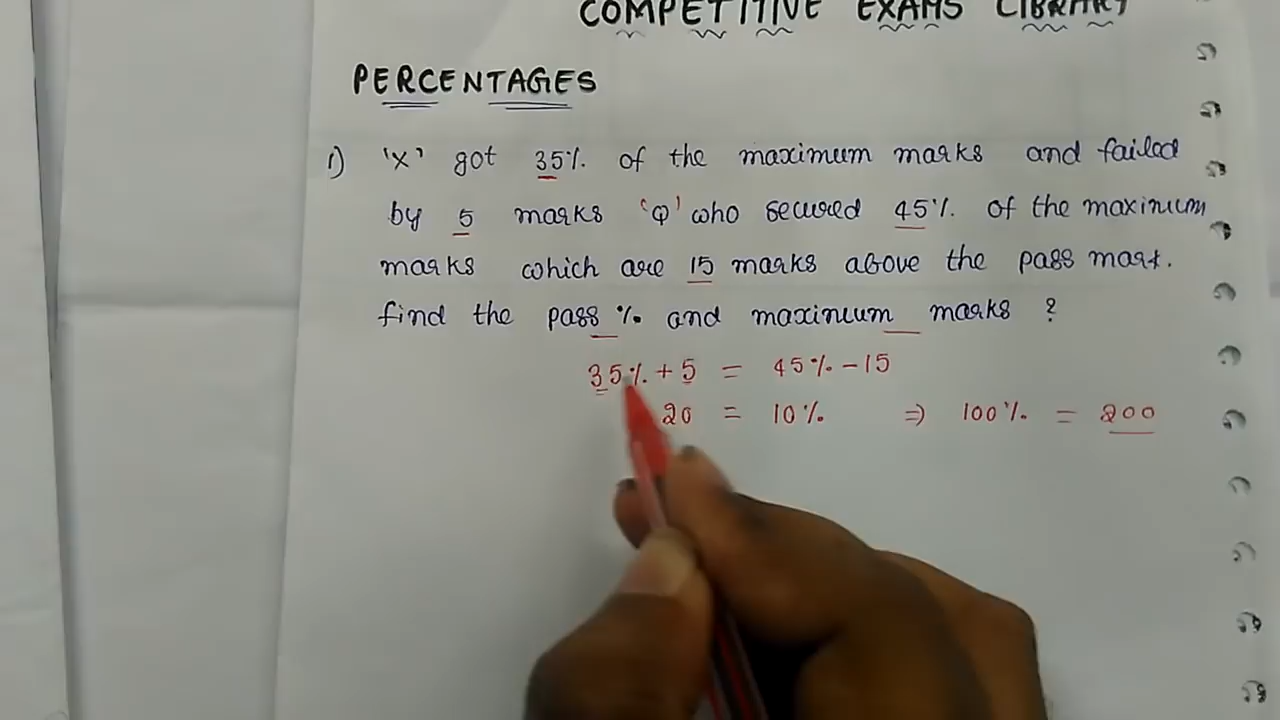 COMPETITIVE EXAMS LIBRARY
PERCENTAGES
1) 'X' got 35% of the maximum marks and failed
by 5 marks 'Q' who secured 45% of the maximum
marks which are 15 marks above the pass mark.
find the pass % and maximum marks ?
35% + 5 = 45% - 15
20 = 10% ⇒ 100% = 200